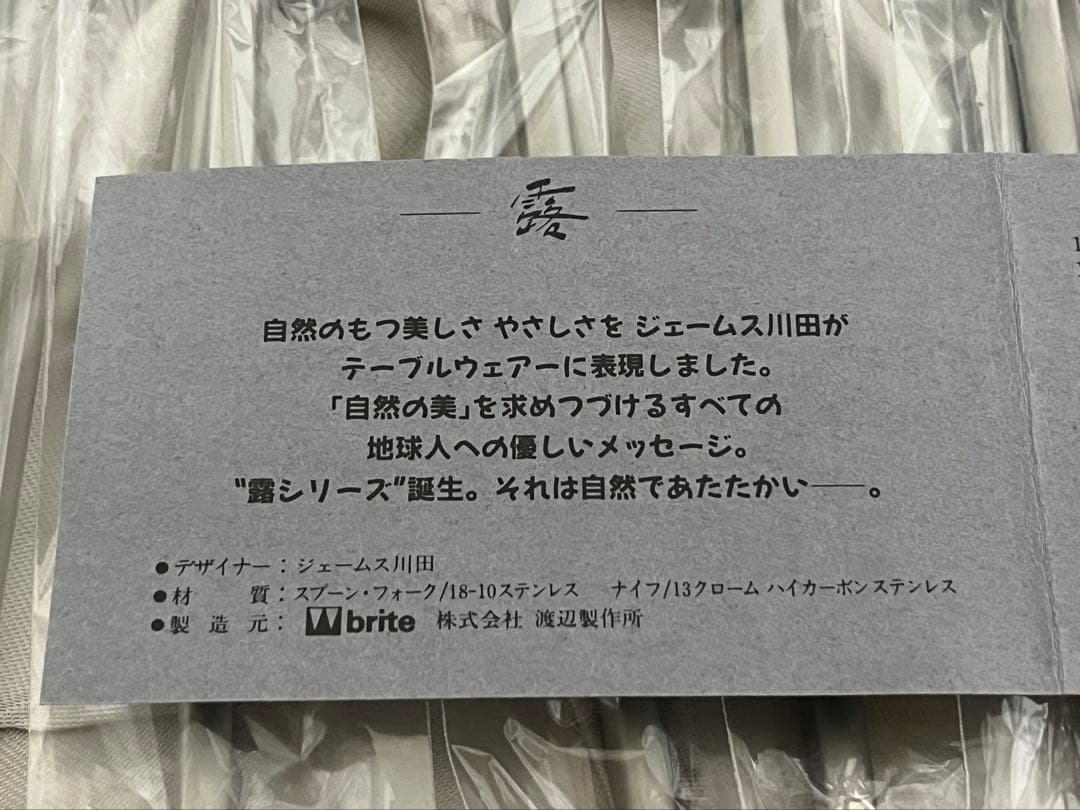 露
自然のもつ美しさ やさしさを ジェームス川田が
テーブルウェアーに表現しました。
「自然の美」を求めつづけるすべての
地球人への優しいメッセージ。
"露シリーズ"誕生。それは自然であたたかい——。
●デザイナー：ジェームス川田
●材 質：スプーン・フォーク/18-10ステンレス ナイフ/13クローム ハイカーボンステンレス
●製 造 元： Wbrite 株式会社 渡辺製作所